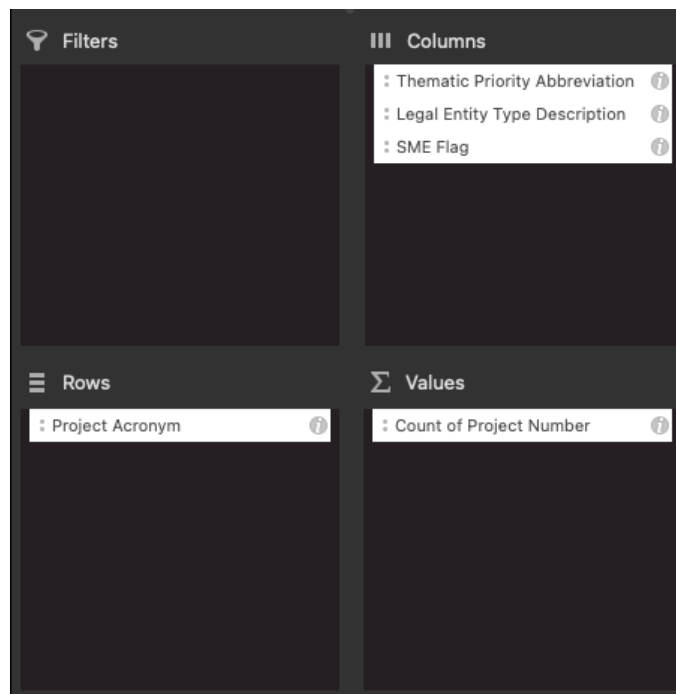 Filters
Columns
Thematic Priority Abbreviation
Legal Entity Type Description
SME Flag
Rows
Project Acronym
Σ Values
Count of Project Number